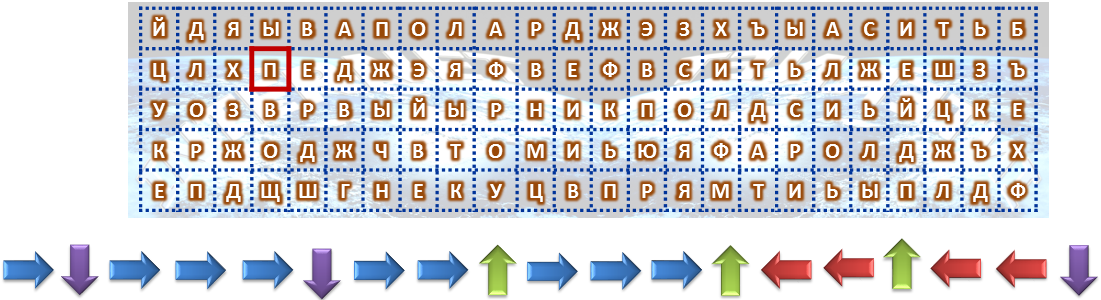 Й Д Я Ы В А П О Л А Р Д Ж Э З Х Ъ Ы А С И Т Ь Б
Ц Л Х П Е Д Ж Э Я Ф В Е Ф В С И Т Ь Л Ж Е Ш З Ъ
У О З В Р В Ы Й Ы Р Н И К П О Л Д С И Ь Й Ц К Е
К Р Ж О Д Ж Ч В Т О М И Ь Ю Я Ф А Р О Л Д Ж Ъ Х
Е П Д Щ Ш Г Н Е К У Ц В П Р Я М Т И Ь Ы П Л Д Ф